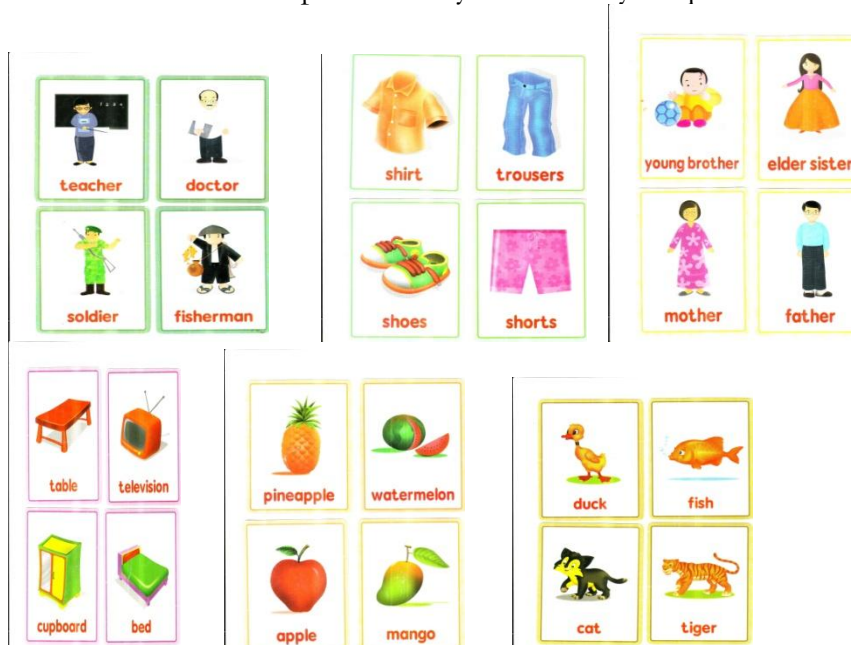 teacher doctor
soldier fisherman
shirt trousers
shoes shorts
young brother elder sister
mother father
table television
cupboard bed
pineapple watermelon
apple mango
duck fish
cat tiger